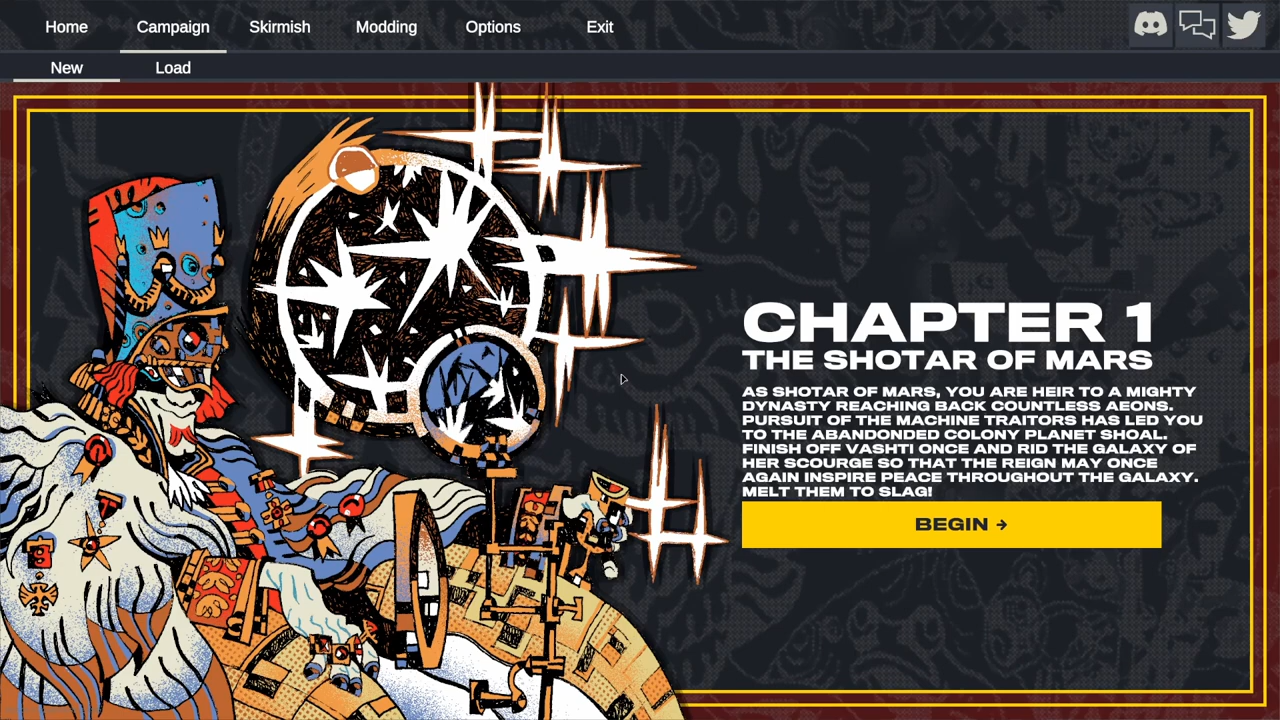 Home Campaign Skirmish Modding Options Exit
New Load
CHAPTER 1
THE SHOTAR OF MARS
AS SHOTAR OF MARS, YOU ARE HEIR TO A MIGHTY
DYNASTY REACHING BACK COUNTLESS AEONS.
PURSUIT OF THE MACHINE TRAITORS HAS LED YOU
TO THE ABANDONDED COLONY PLANET SHOAL.
FINISH OFF VASHTI ONCE AND RID THE GALAXY OF
HER SCOURGE SO THAT THE REIGN MAY ONCE
AGAIN INSPIRE PEACE THROUGHOUT THE GALAXY.
MELT THEM TO SLAG!
BEGIN →